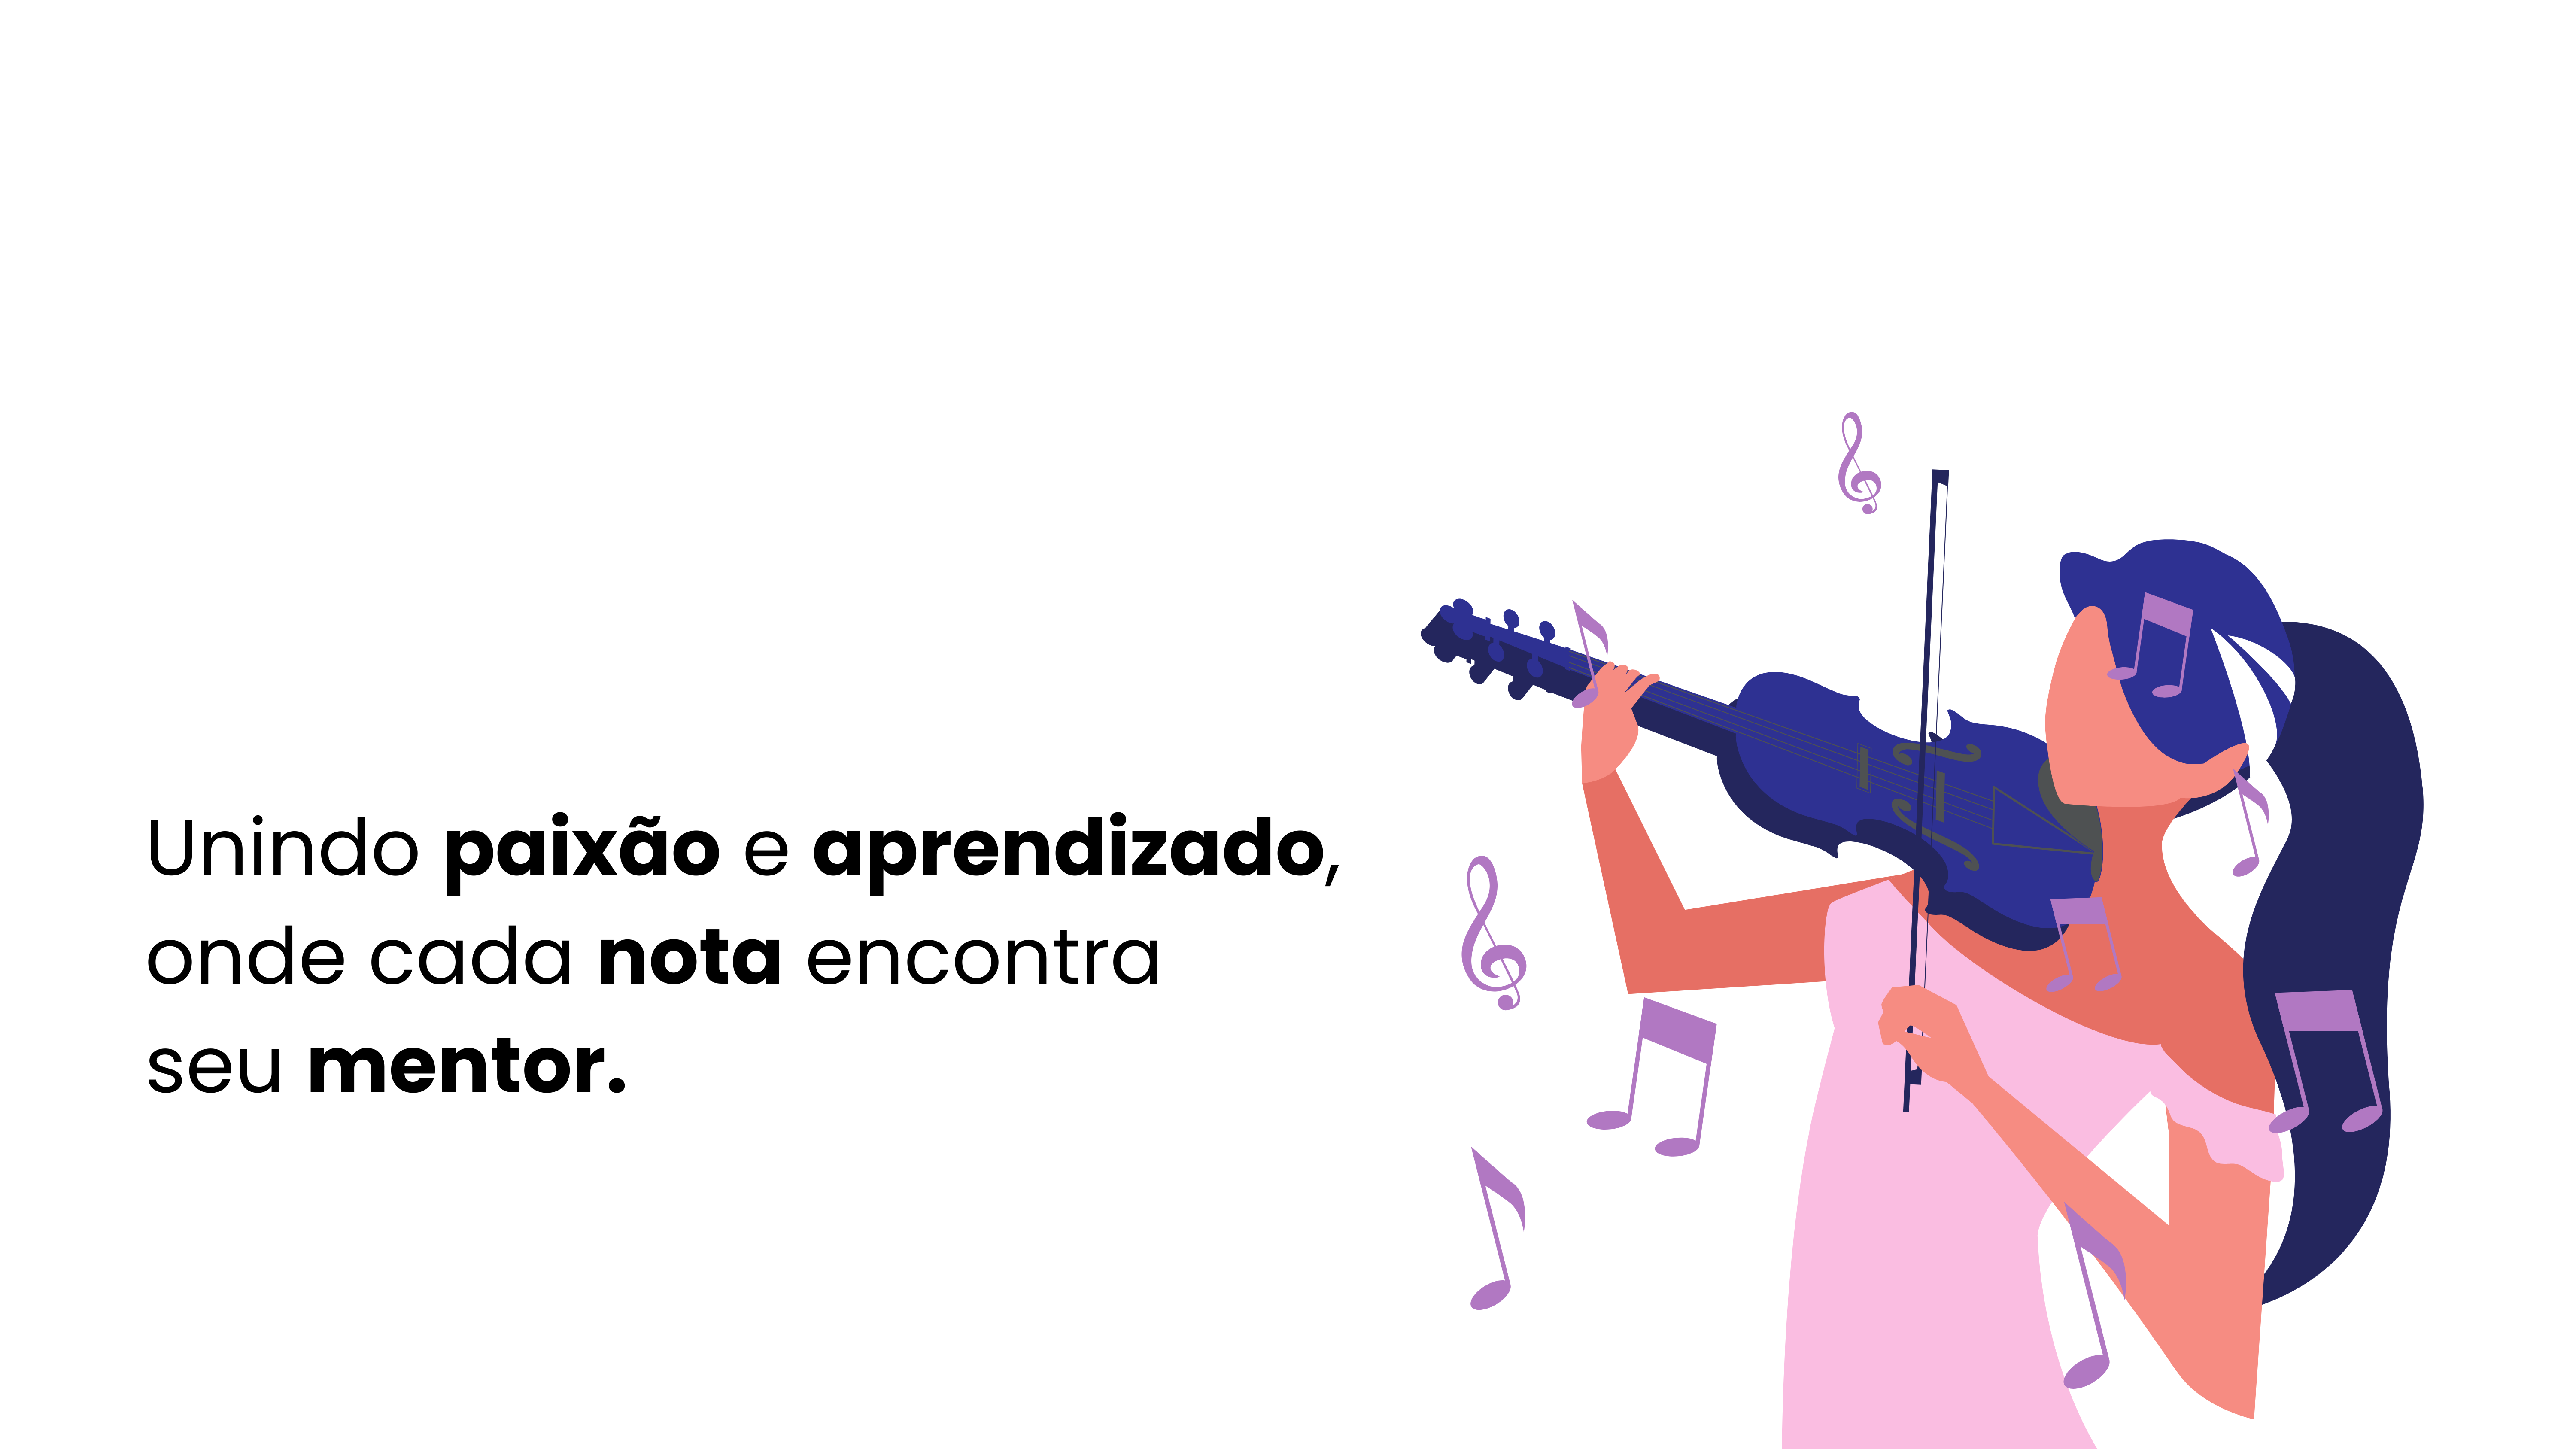 Unindo paixão e aprendizado,
onde cada nota encontra
seu mentor.